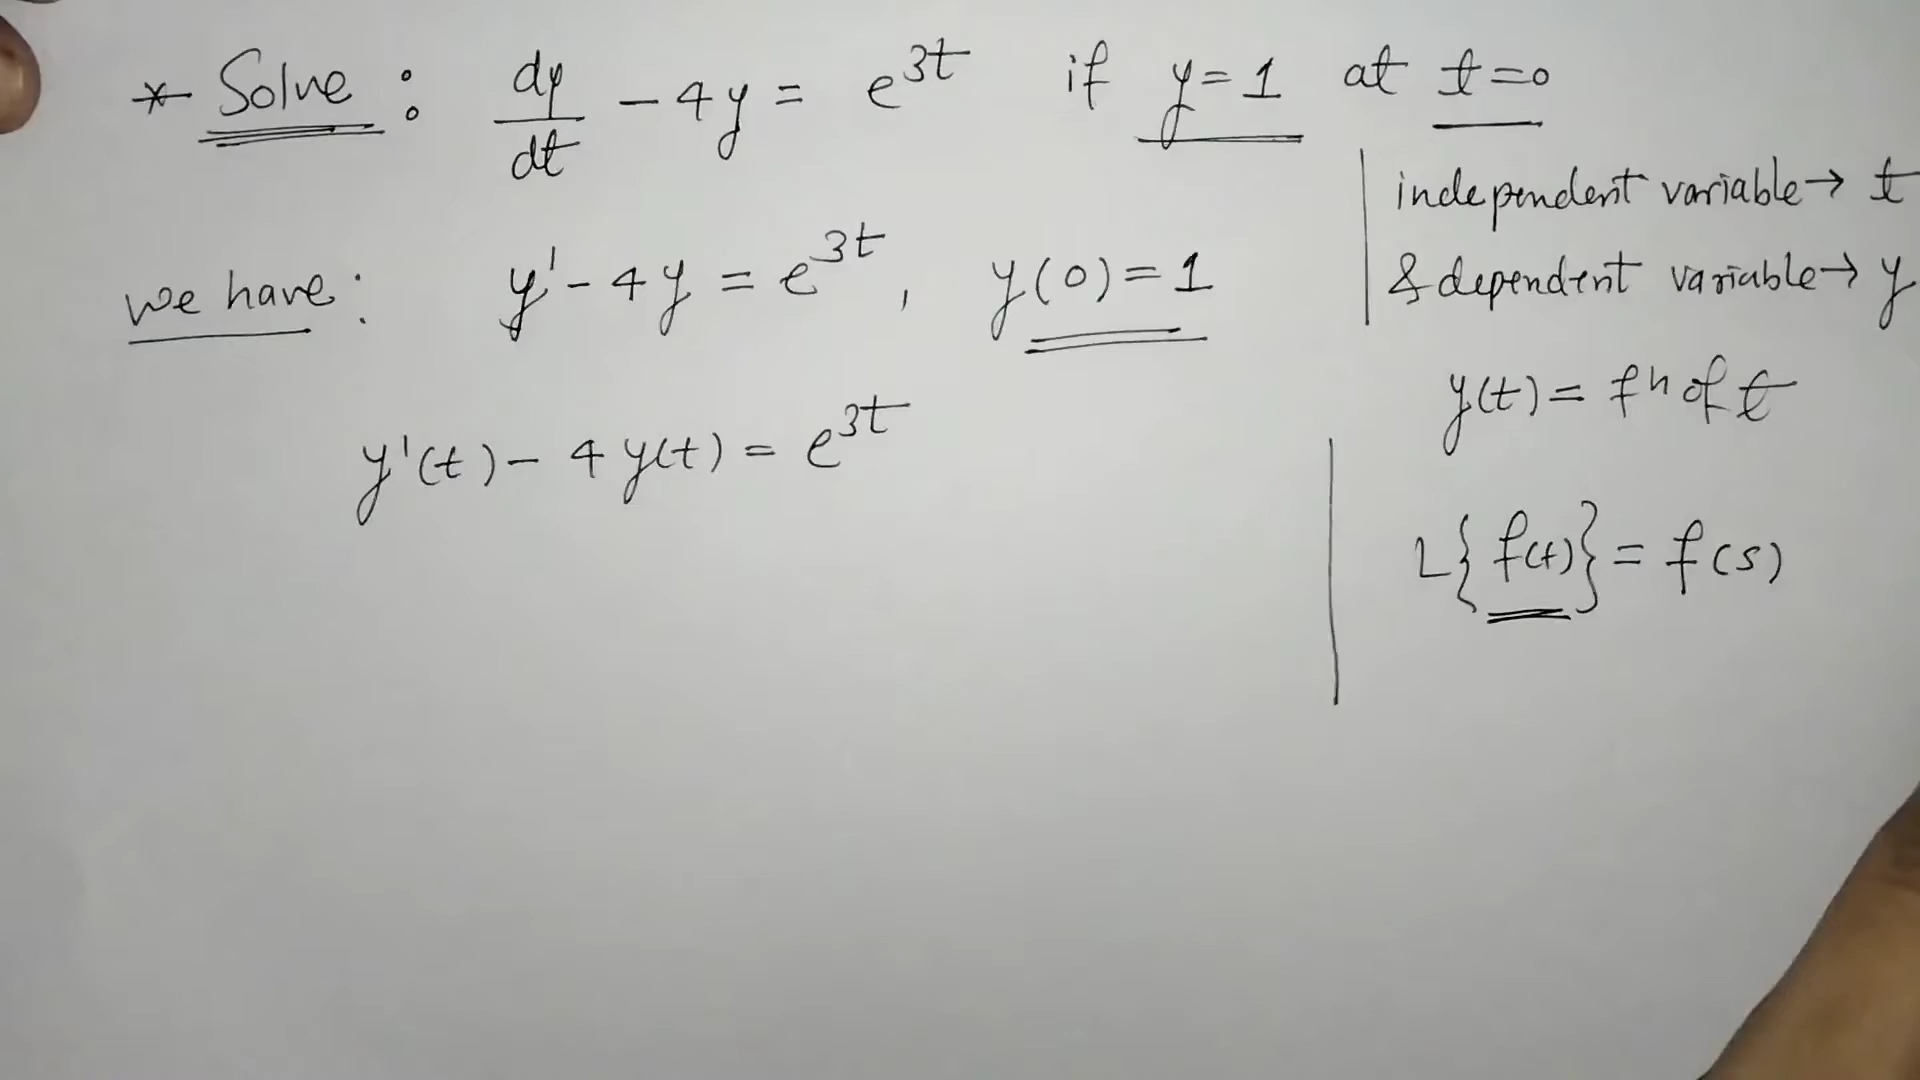 * Solve : dy/dt - 4y = e^3t if y=1 at t=0
independent variable → t
we have : y' - 4y = e^3t , y(0) = 1
& dependent variable → y
y(t) = f^n of t
y'(t) - 4y(t) = e^3t
L{f(t)} = f(s)